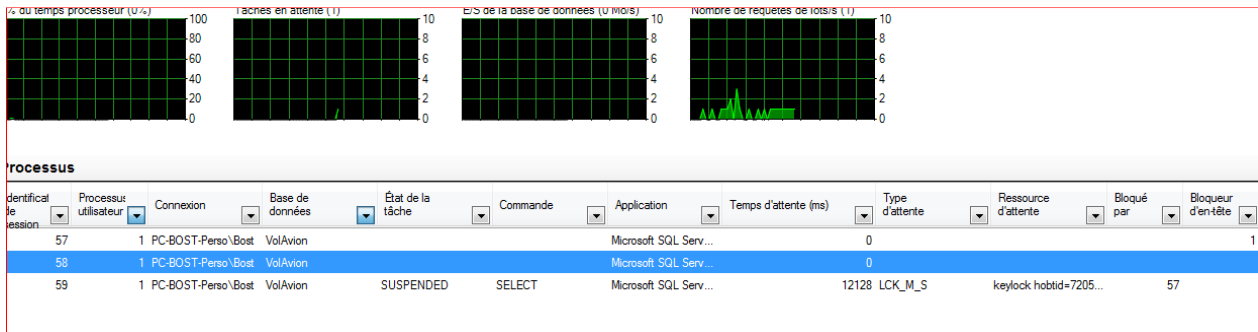 % du temps processeur (0%)
Tâches en attente (1)
E/S de la base de données (0 Mo/s)
Nombre de requêtes de lots/s (1)
100
80
60
40
20
0
10
8
6
4
2
0
10
8
6
4
2
0
10
8
6
4
2
0
Processus
Identificat de session Processus utilisateur Connexion Base de données État de la tâche Commande Application Temps d'attente (ms) Type d'attente Ressource d'attente Bloqué par Bloqueur d'en-tête
57 1 PC-BOST-Perso\Bost VolAvion Microsoft SQL Serv... 0 1
58 1 PC-BOST-Perso\Bost VolAvion Microsoft SQL Serv... 0
59 1 PC-BOST-Perso\Bost VolAvion SUSPENDED SELECT Microsoft SQL Serv... 12128 LCK_M_S keylock hobtid=7205... 57